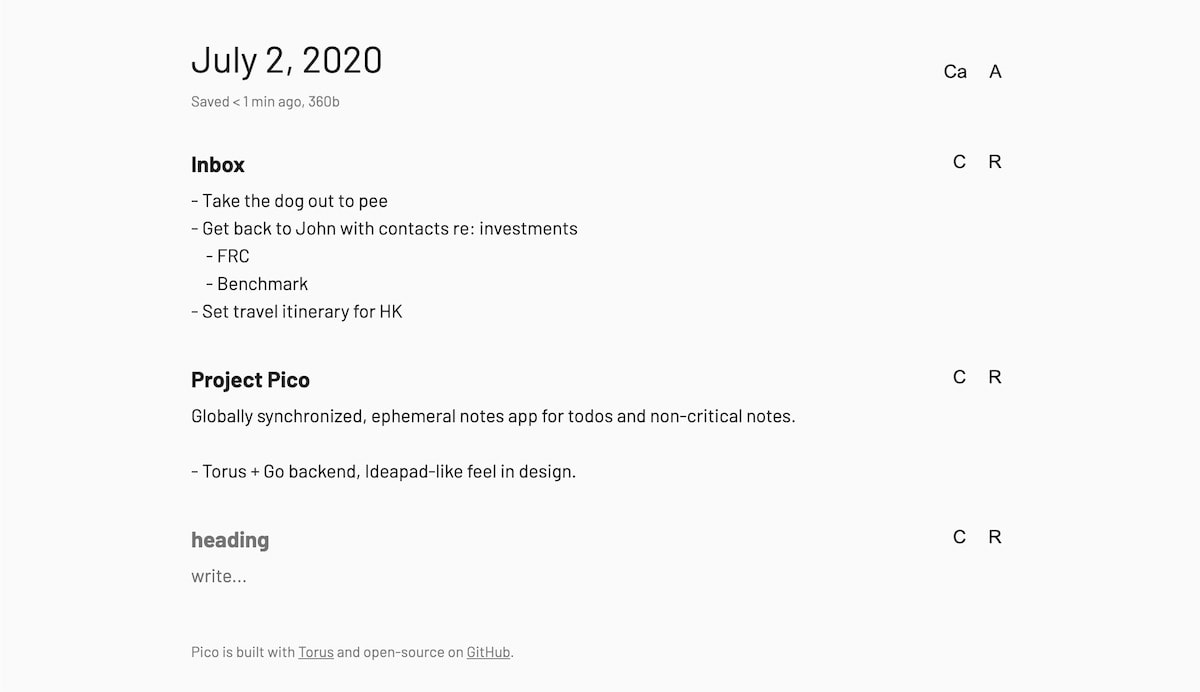 July 2, 2020
Ca A
Saved < 1 min ago, 360b
Inbox
C R
- Take the dog out to pee
- Get back to John with contacts re: investments
- FRC
- Benchmark
- Set travel itinerary for HK
Project Pico
C R
Globally synchronized, ephemeral notes app for todos and non-critical notes.
- Torus + Go backend, Ideapad-like feel in design.
heading
C R
write...
Pico is built with Torus and open-source on GitHub.